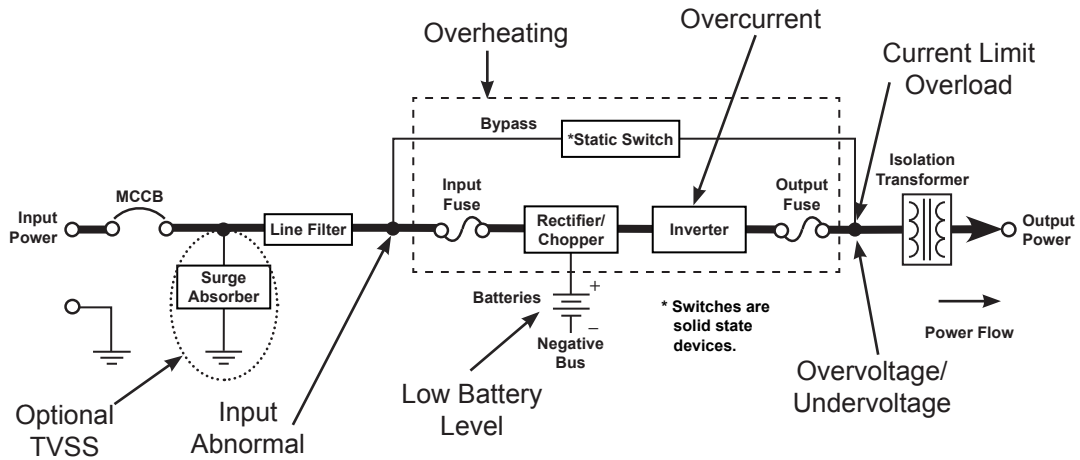 Overheating
Overcurrent
Current Limit
Overload
Bypass
*Static Switch
Isolation
Transformer
MCCB
Input
Fuse
Output
Fuse
Input
Power
Line Filter
Rectifier/
Chopper
Inverter
Output
Power
Surge
Absorber
Batteries
+
–
Negative
Bus
* Switches are
solid state
devices.
Power Flow
Optional
TVSS
Input
Abnormal
Low Battery
Level
Overvoltage/
Undervoltage